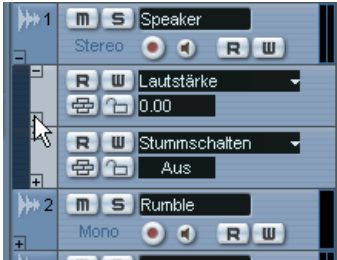 1 m S Speaker
Stereo R W
R W Lautstärke
0.00
R W Stummschalten
Aus
2 m S Rumble
Mono R W